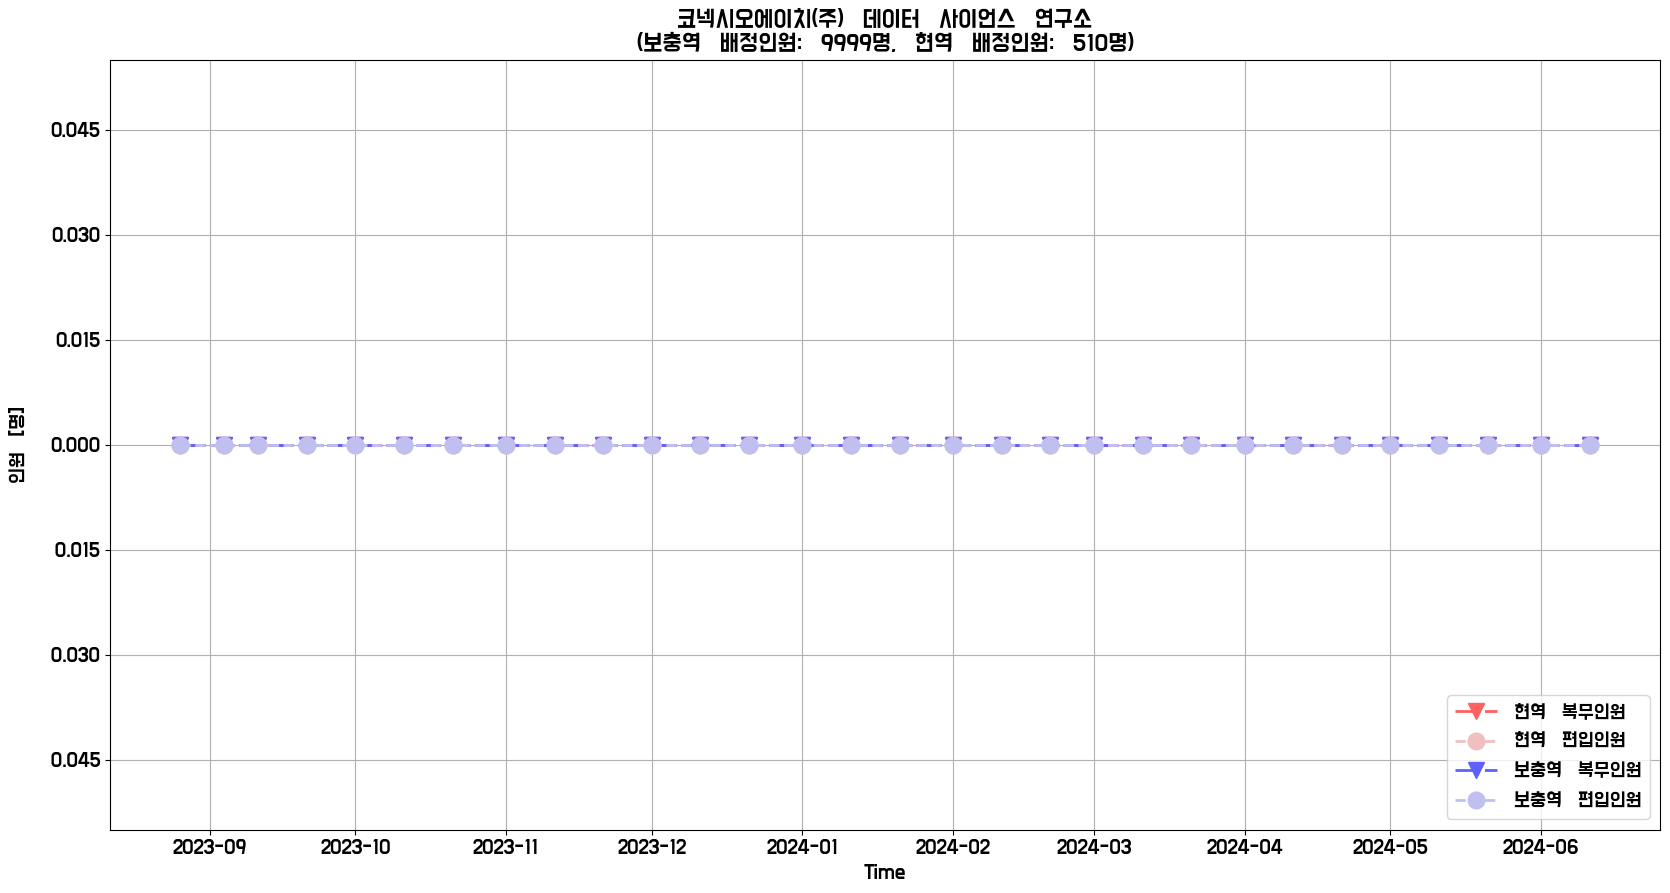 코넥시오에이치(주) 데이터 사이언스 연구소
(보충역 배정인원: 9999명, 현역 배정인원: 510명)
0.045
0.030
0.015
0.000
0.015
0.030
0.045
인원 [명]
현역 복무인원
현역 편입인원
보충역 복무인원
보충역 편입인원
2023-09 2023-10 2023-11 2023-12 2024-01 2024-02 2024-03 2024-04 2024-05 2024-06
Time